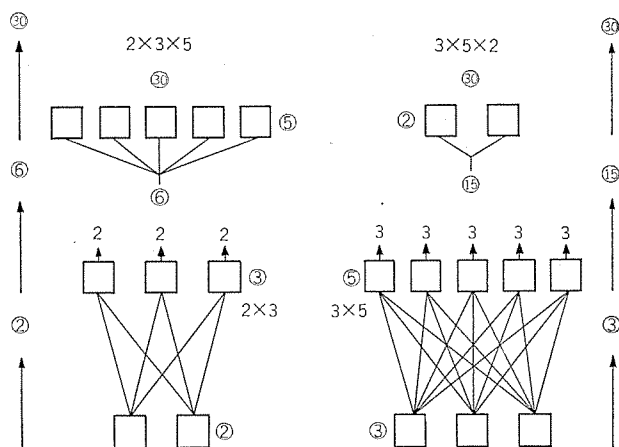 ㉚ 2×3×5 3×5×2 ㉚
㉚ ㉚
⑤ ②
⑥ ⑥ ⑮ ⑮
2 2 2 3 3 3 3 3
③ ⑤
2×3 3×5
② ③
② ③